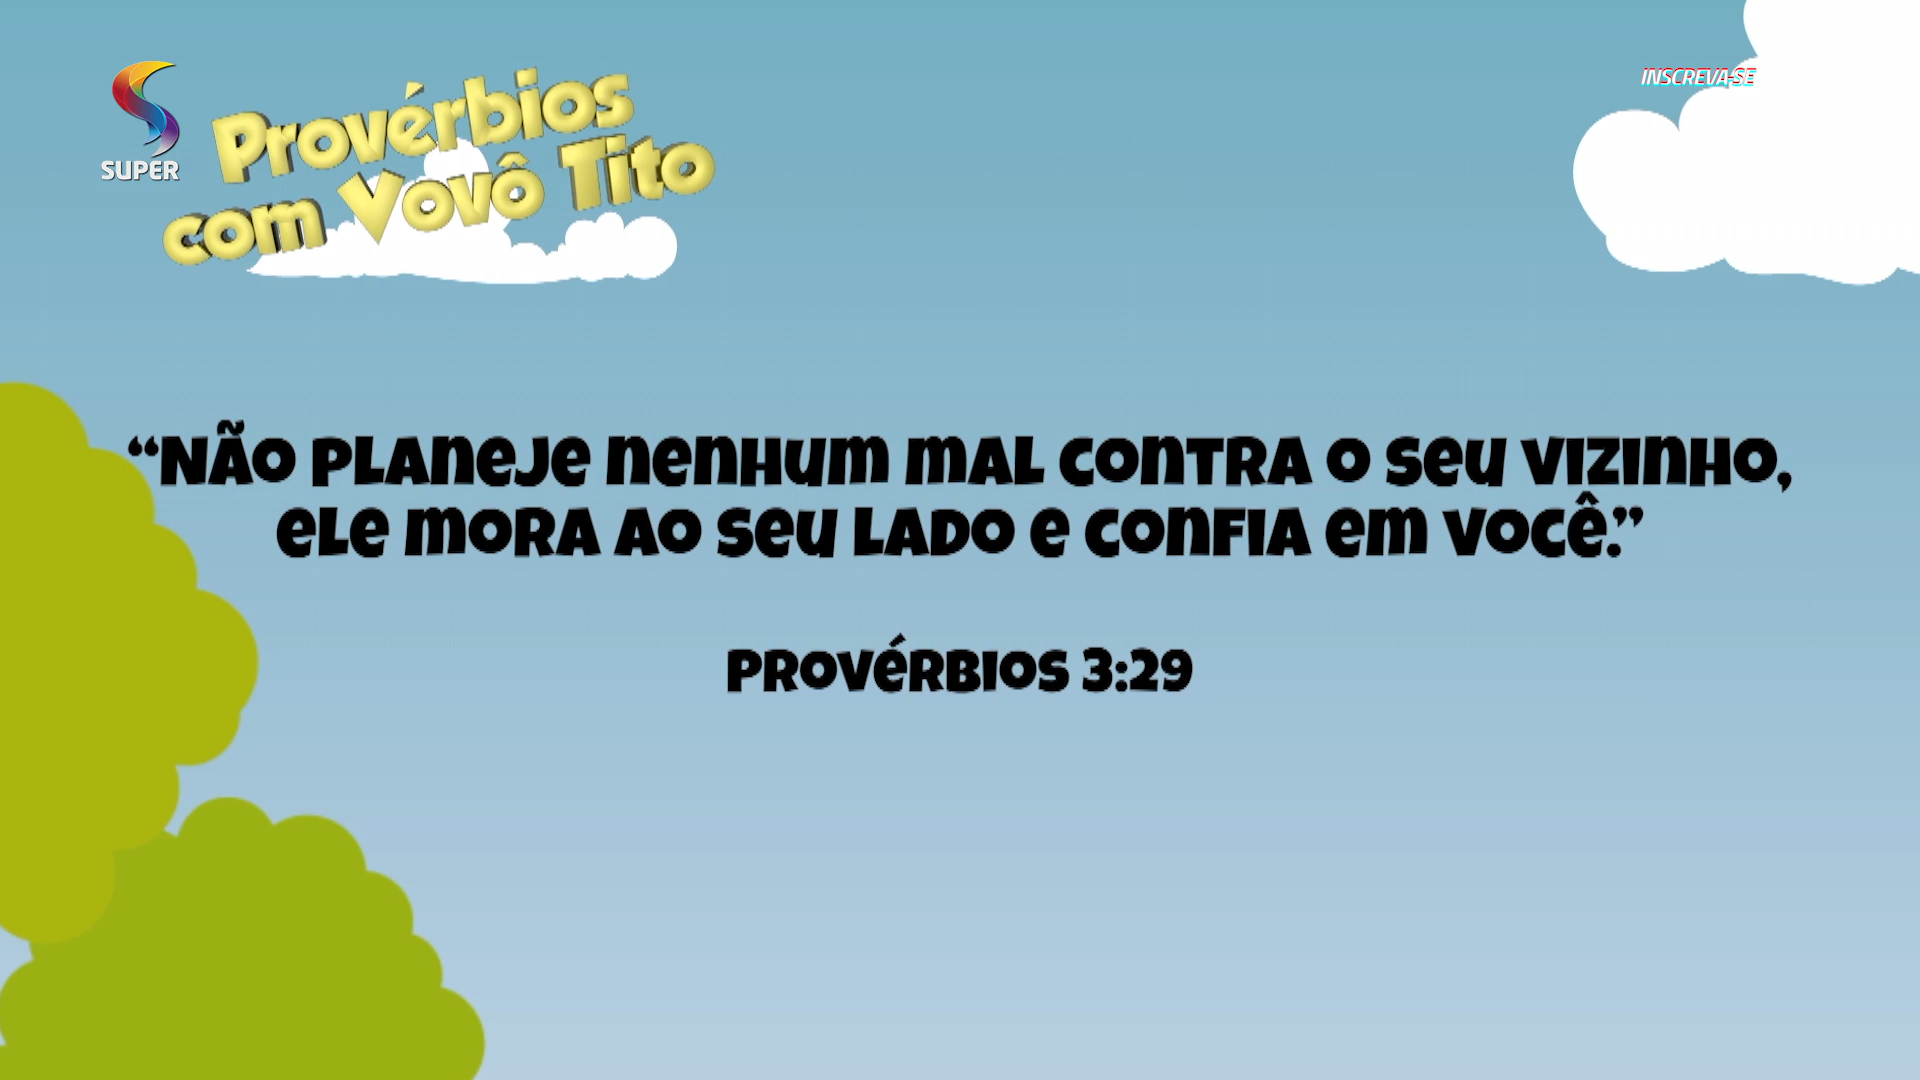 SUPER
Provérbios
com Vovô Tito
INSCREVA-SE
“Não planeje nenhum mal contra o seu vizinho,
ele mora ao seu lado e confia em você.”
Provérbios 3:29